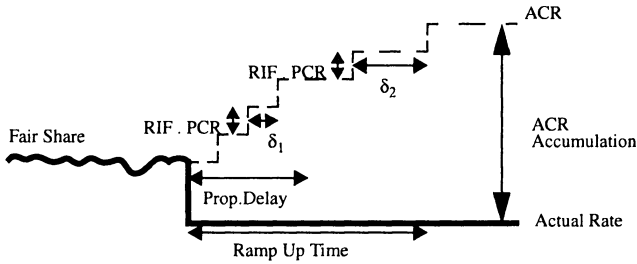 ACR
RIF . PCR
δ2
RIF . PCR
δ1
ACR
Accumulation
Fair Share
Prop.Delay
Actual Rate
Ramp Up Time